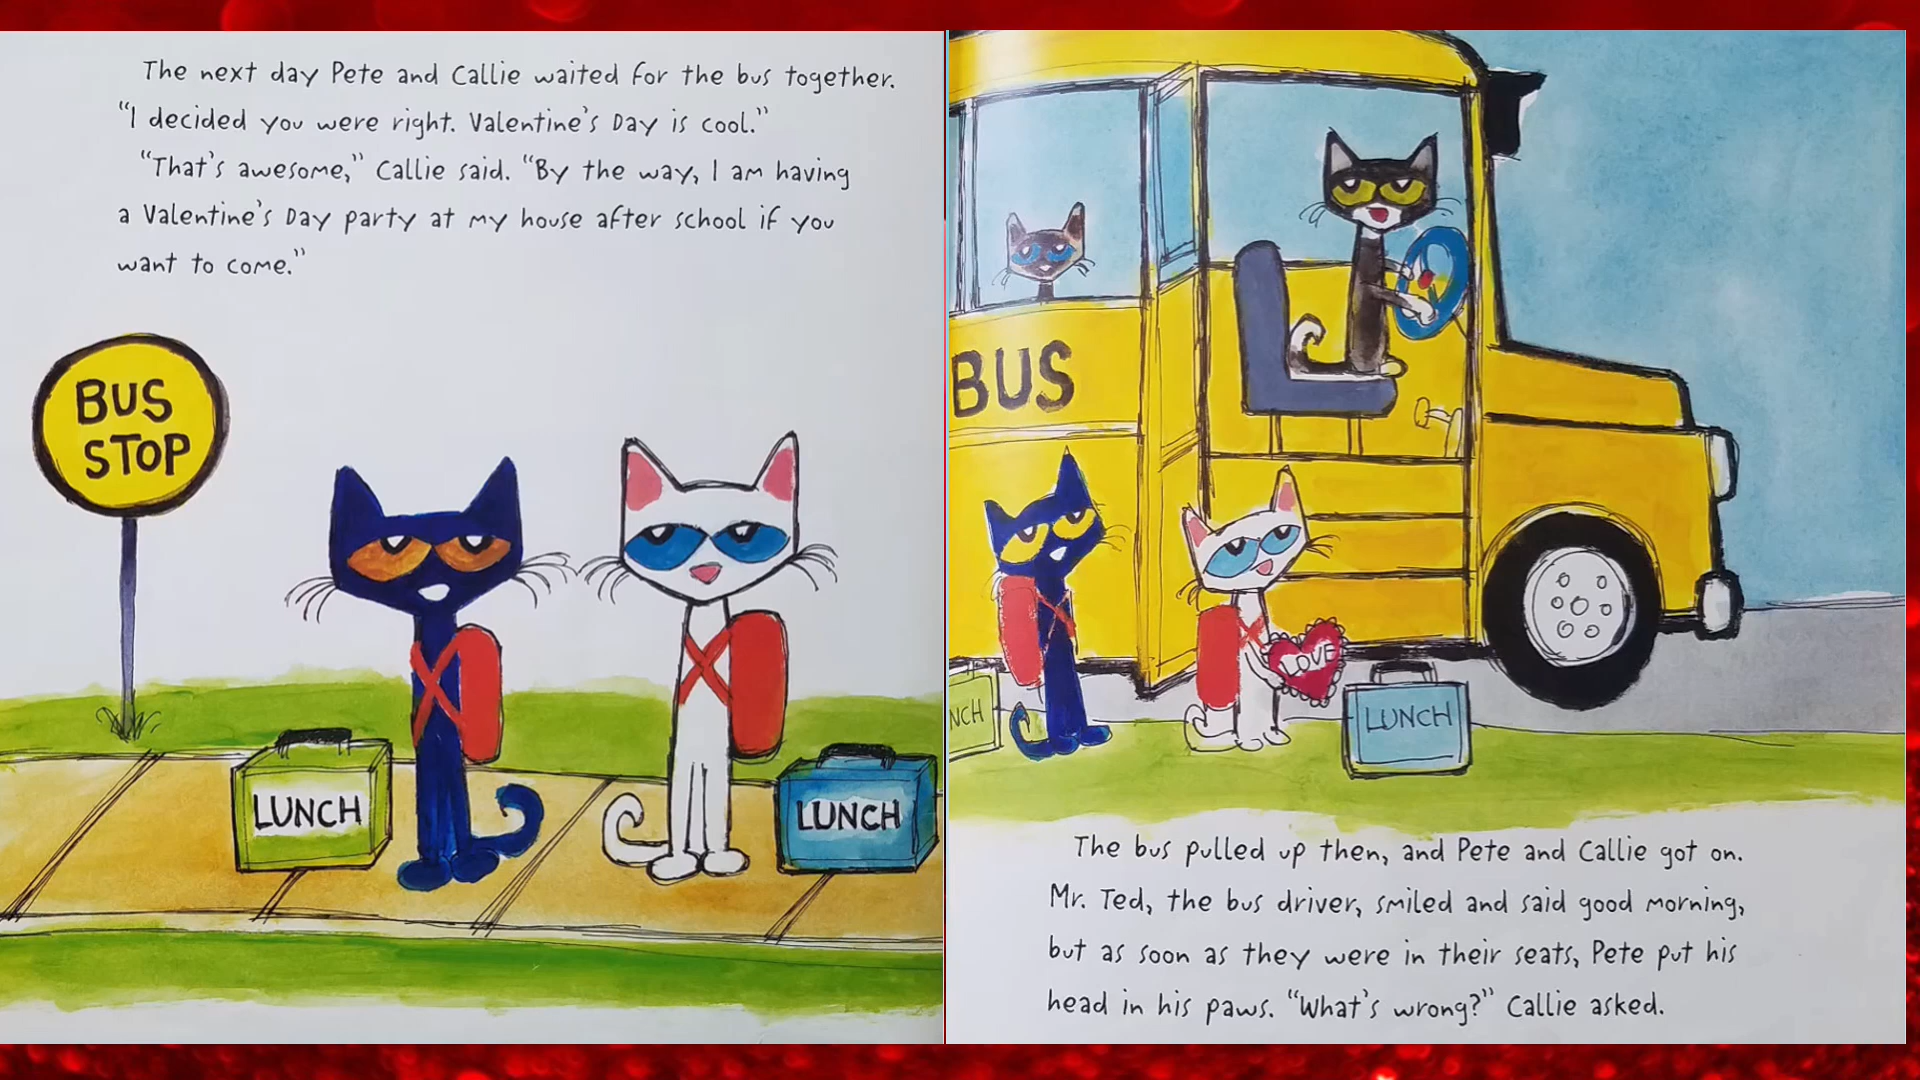 The next day Pete and Callie waited for the bus together.
“I decided you were right. Valentine’s Day is cool.”
“That’s awesome,” Callie said. “By the way, I am having
a Valentine’s Day party at my house after school if you
want to come.”
BUS
STOP
LUNCH
LUNCH
BUS
LOVE
NCH
LUNCH
The bus pulled up then, and Pete and Callie got on.
Mr. Ted, the bus driver, smiled and said good morning,
but as soon as they were in their seats, Pete put his
head in his paws. “What’s wrong?” Callie asked.